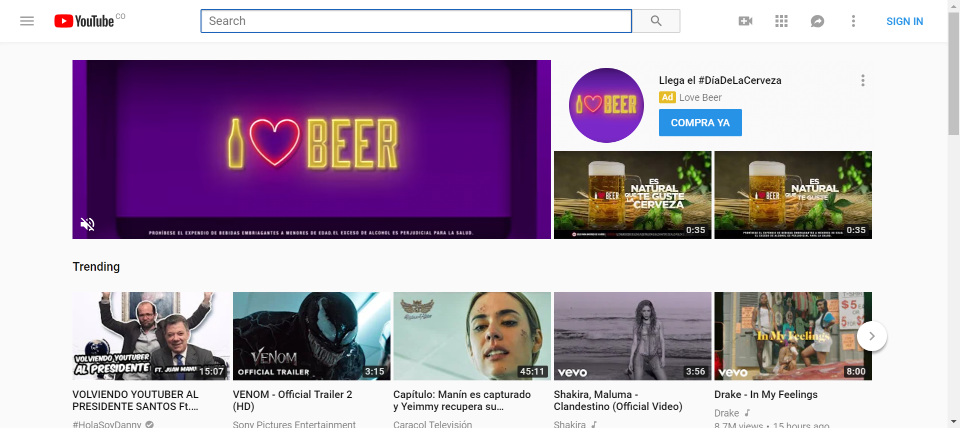 YouTube CO
Search
SIGN IN
I BEER
PROHÍBESE EL EXPENDIO DE BEBIDAS EMBRIAGANTES A MENORES DE EDAD. EL EXCESO DE ALCOHOL ES PERJUDICIAL PARA LA SALUD.
I BEER
Llega el #DíaDeLaCerveza
Ad Love Beer
COMPRA YA
ES
NATURAL
QUE TE GUSTE
CERVEZA
I BEER
0:35
ES
NATURAL
QUE TE GUSTE
I BEER
0:35
Trending
VOLVIENDO YOUTUBER
AL PRESIDENTE
FT. JUAN MANU
15:07
VENOM
OFFICIAL TRAILER
3:15
45:11
vevo
3:56
In My Feelings
$5
5
vevo
8:00
VOLVIENDO YOUTUBER AL
PRESIDENTE SANTOS Ft....
#HolaSoyDanny
VENOM - Official Trailer 2
(HD)
Sony Pictures Entertainment
Capítulo: Manín es capturado
y Yeimmy recupera su...
Caracol Televisión
Shakira, Maluma -
Clandestino (Official Video)
Shakira
Drake - In My Feelings
Drake
8.7M views • 15 hours ago